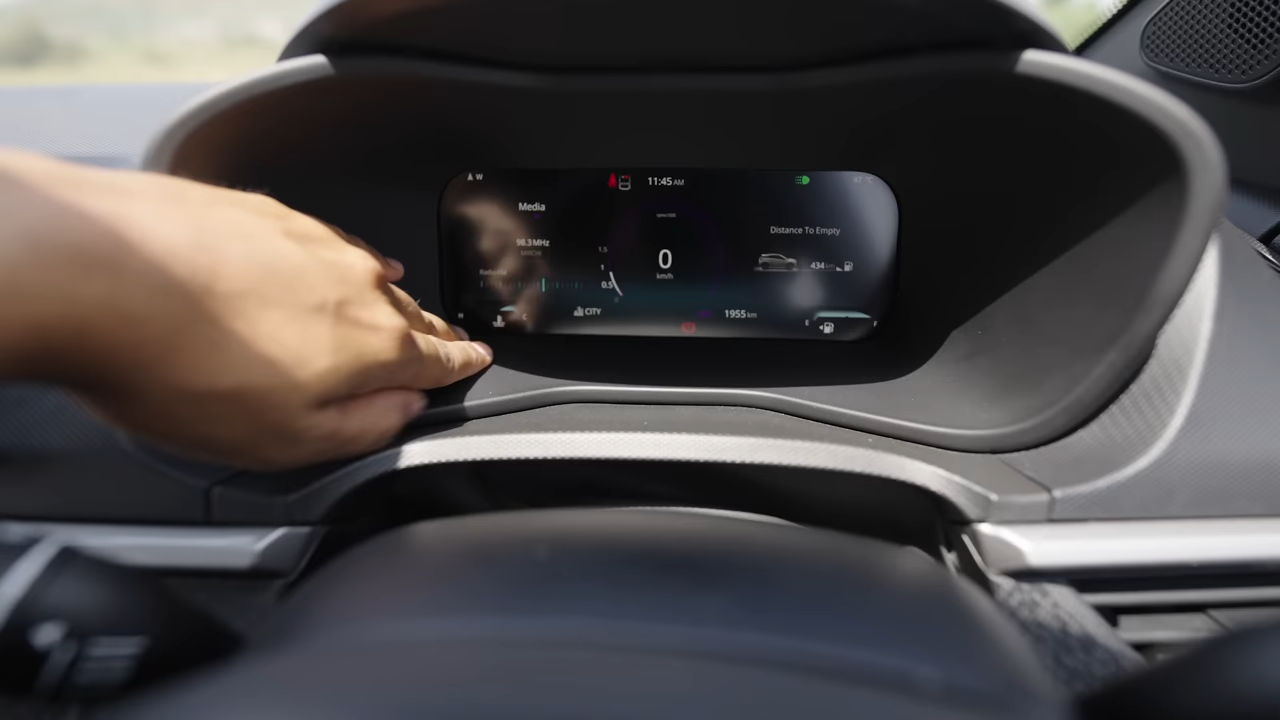 W
11:45 AM
Media
98.3 MHz
1.5
1
0.5
0
km/h
Distance To Empty
434 km
H
C
CITY
1955 km
E
F